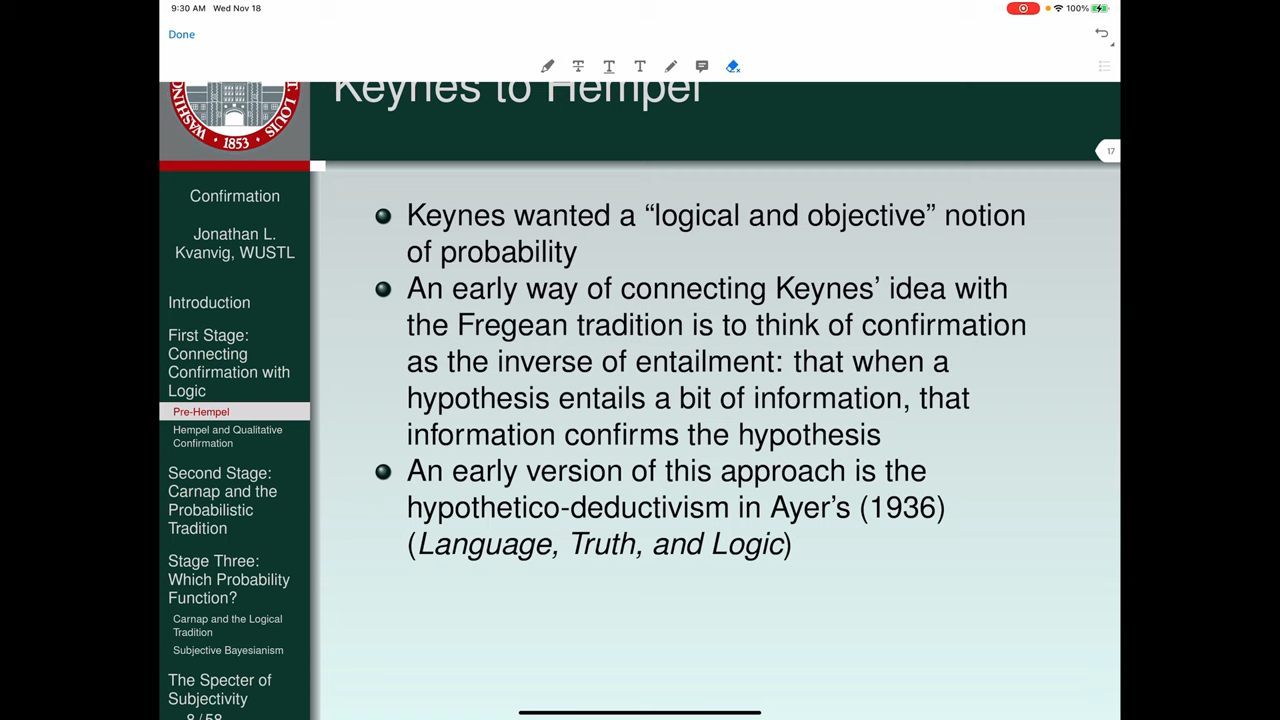 9:30 AM Wed Nov 18
100%
Done
Keynes to Hempel
WASHIN
T. LOUIS
1853
17
Confirmation
Jonathan L.
Kvanvig, WUSTL
Introduction
First Stage:
Connecting
Confirmation with
Logic
Pre-Hempel
Hempel and Qualitative
Confirmation
Second Stage:
Carnap and the
Probabilistic
Tradition
Stage Three:
Which Probability
Function?
Carnap and the Logical
Tradition
Subjective Bayesianism
The Specter of
Subjectivity
8 / 58
Keynes wanted a “logical and objective” notion
of probability
An early way of connecting Keynes’ idea with
the Fregean tradition is to think of confirmation
as the inverse of entailment: that when a
hypothesis entails a bit of information, that
information confirms the hypothesis
An early version of this approach is the
hypothetico-deductivism in Ayer’s (1936)
(Language, Truth, and Logic)